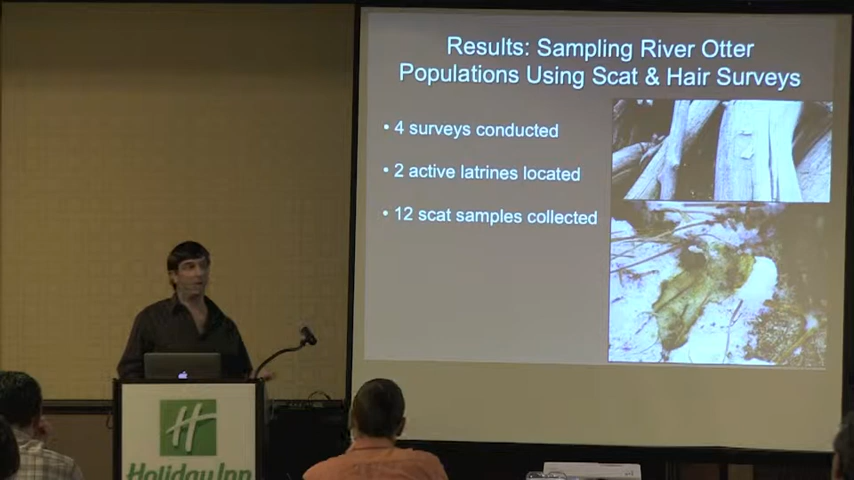 Results: Sampling River Otter
Populations Using Scat & Hair Surveys
• 4 surveys conducted
• 2 active latrines located
• 12 scat samples collected
H
Holiday Inn